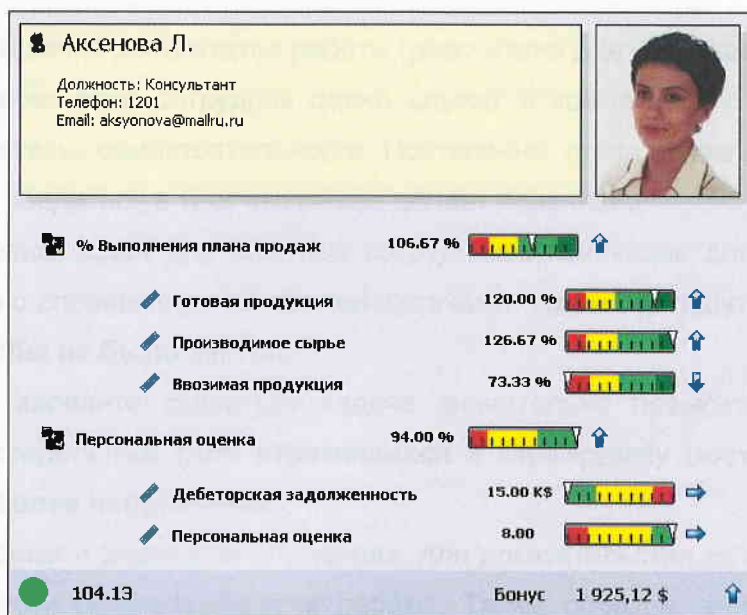 Аксенова Л.
Должность: Консультант
Телефон: 1201
Email: aksyonova@mailru.ru
% Выполнения плана продаж 106.67 %
Готовая продукция 120.00 %
Производимое сырье 126.67 %
Ввозимая продукция 73.33 %
Персональная оценка 94.00 %
Дебеторская задолженность 15.00 K$
Персональная оценка 8.00
104.13 Бонус 1 925,12 $